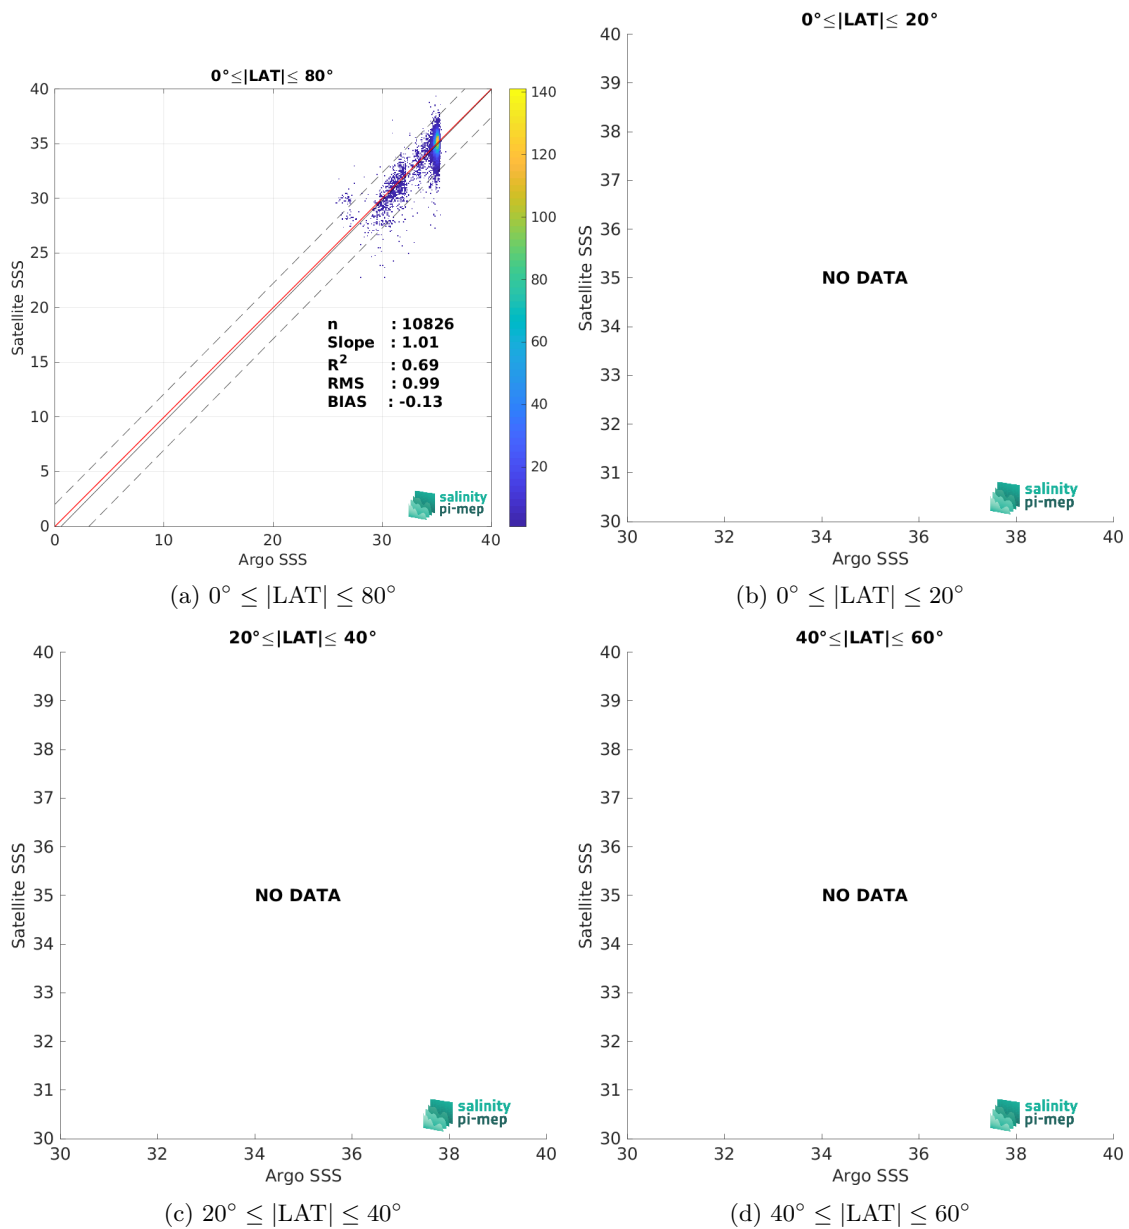 0°≤|LAT|≤ 80°
40
35
30
25
20
15
10
5
0
0
10
20
30
40
Satellite SSS
Argo SSS
n : 10826
Slope : 1.01
R² : 0.69
RMS : 0.99
BIAS : -0.13
salinity
pi-mep
140
120
100
80
60
40
20
(a) 0° ≤ |LAT| ≤ 80°
0°≤|LAT|≤ 20°
40
39
38
37
36
35
34
33
32
31
30
30
32
34
36
38
40
Satellite SSS
Argo SSS
NO DATA
salinity
pi-mep
(b) 0° ≤ |LAT| ≤ 20°
20°≤|LAT|≤ 40°
40
39
38
37
36
35
34
33
32
31
30
30
32
34
36
38
40
Satellite SSS
Argo SSS
NO DATA
salinity
pi-mep
(c) 20° ≤ |LAT| ≤ 40°
40°≤|LAT|≤ 60°
40
39
38
37
36
35
34
33
32
31
30
30
32
34
36
38
40
Satellite SSS
Argo SSS
NO DATA
salinity
pi-mep
(d) 40° ≤ |LAT| ≤ 60°